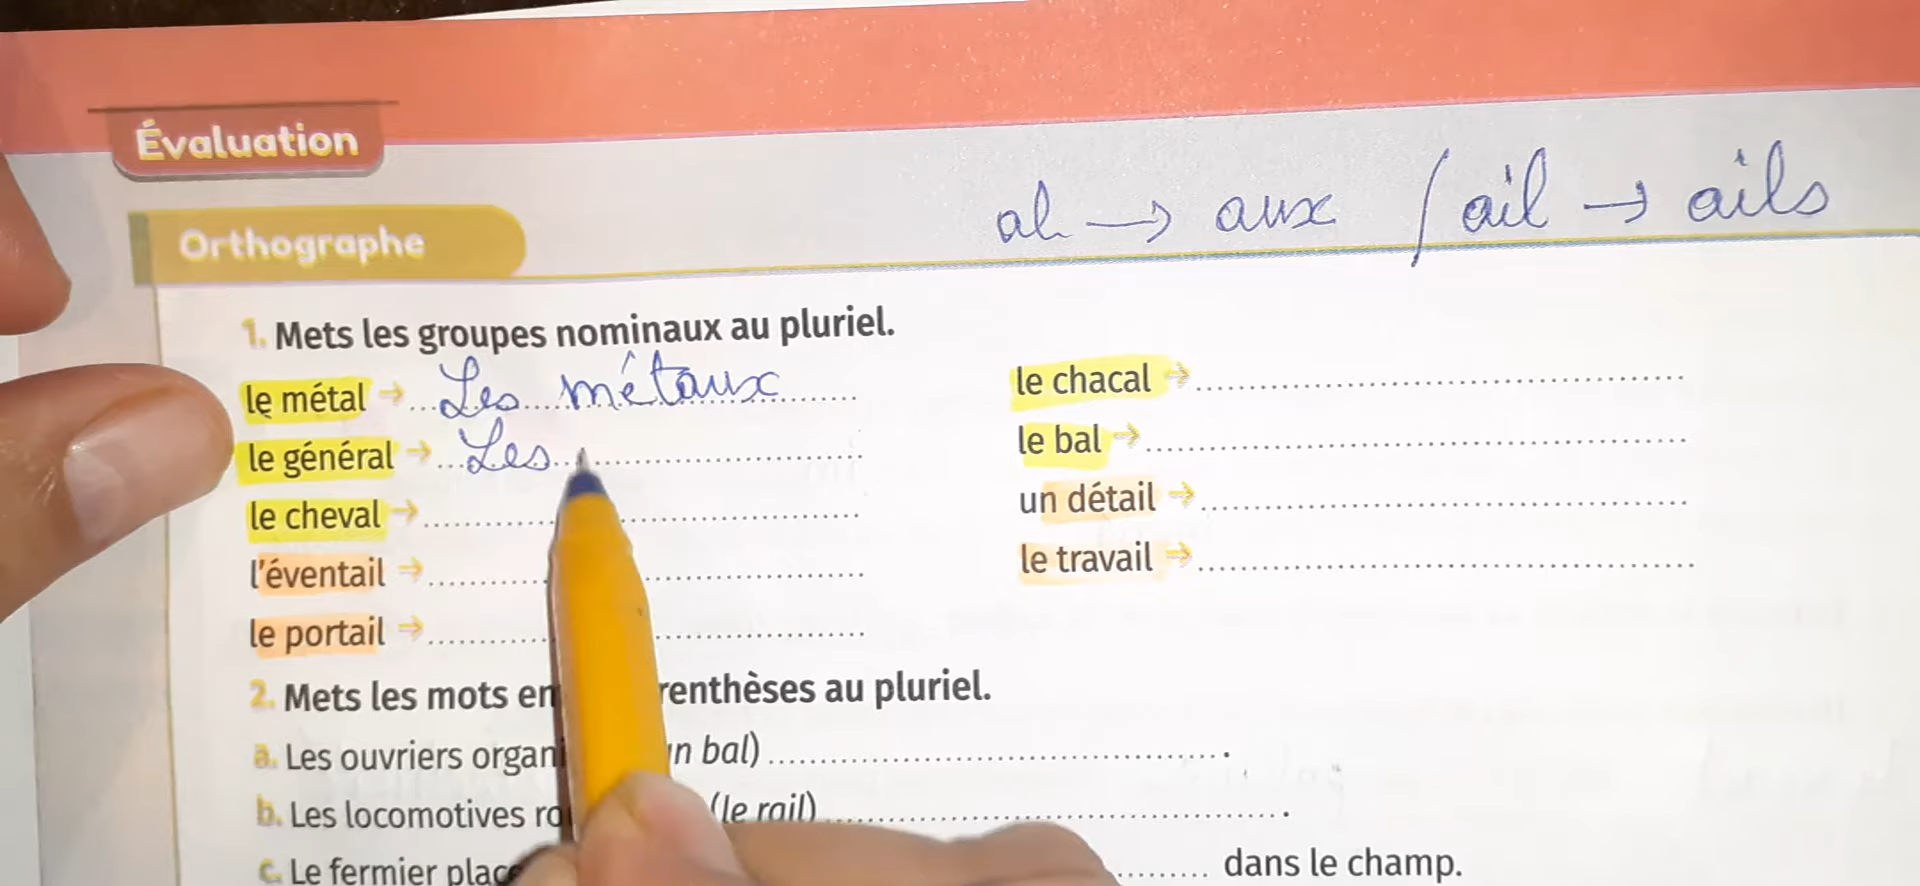 Évaluation
Orthographe
al → aux / ail → ails
1. Mets les groupes nominaux au pluriel.
le métal → Les métaux
le général → Les
le cheval →
l'éventail →
le portail →
le chacal →
le bal →
un détail →
le travail →
2. Mets les mots en renthèses au pluriel.
a. Les ouvriers organi n bal) .
b. Les locomotives ro (le rail) .
c. Le fermier place dans le champ.